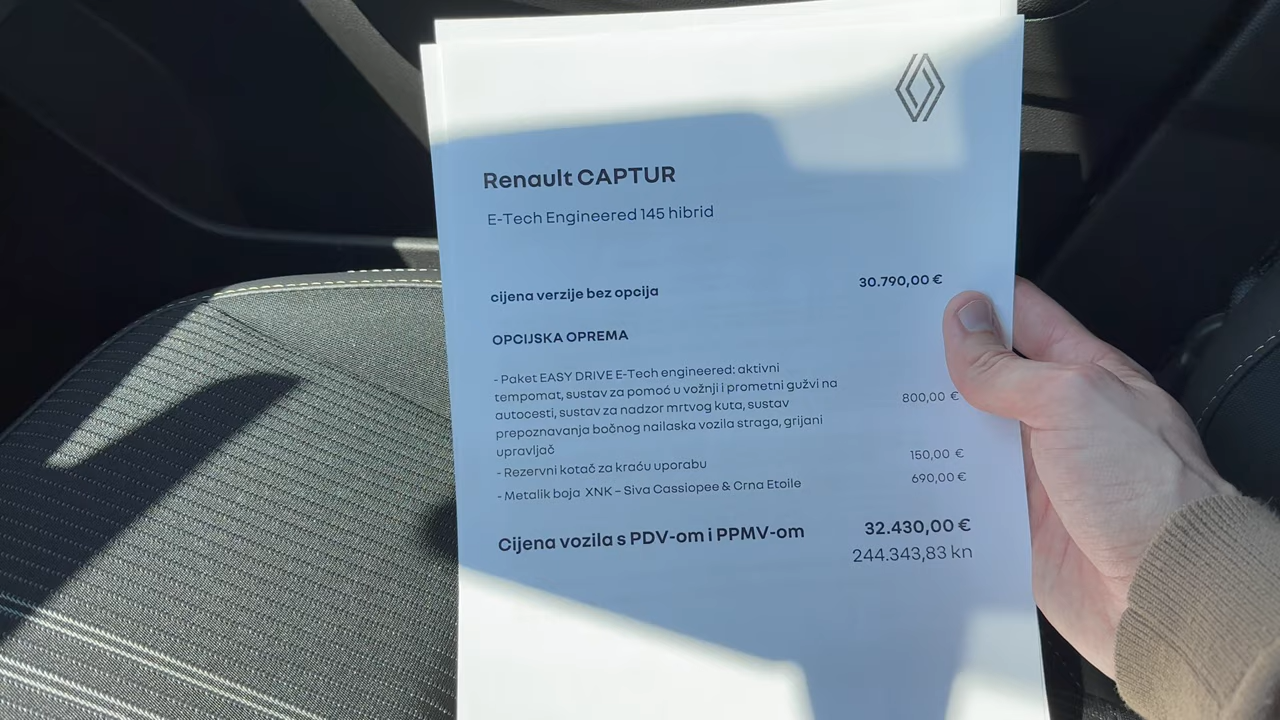 Renault CAPTUR
E-Tech Engineered 145 hibrid
cijena verzije bez opcija 30.790,00 €
OPCIJSKA OPREMA
- Paket EASY DRIVE E-Tech engineered: aktivni
tempomat, sustav za pomoć u vožnji i prometni gužvi na
autocesti, sustav za nadzor mrtvog kuta, sustav 800,00 €
prepoznavanja bočnog nailaska vozila straga, grijani
upravljač
- Rezervni kotač za kraću uporabu 150,00 €
- Metalik boja XNK – Siva Cassiopee & Crna Etoile 690,00 €
Cijena vozila s PDV-om i PPMV-om 32.430,00 €
244.343,83 kn